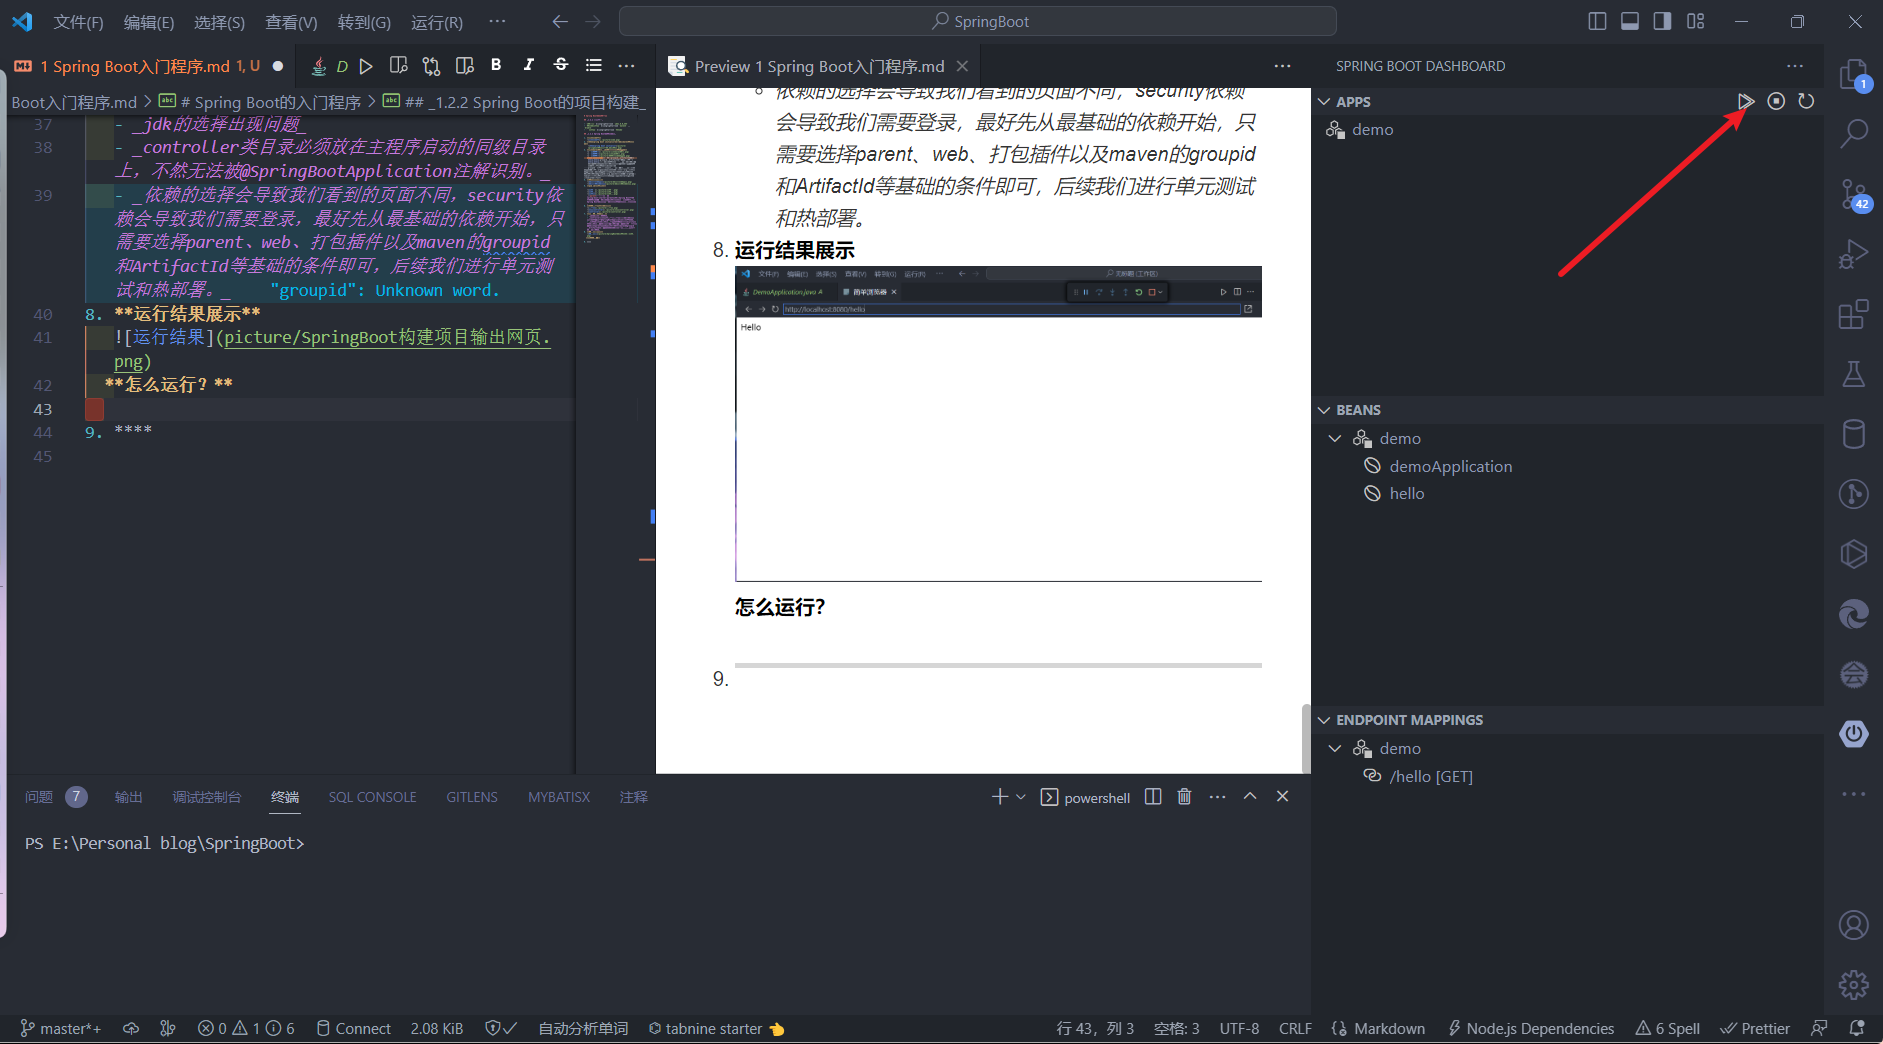 文件(F) 编辑(E) 选择(S) 查看(V) 转到(G) 运行(R) ···
SpringBoot
1 Spring Boot入门程序.md 1, U
D
B I S
Preview 1 Spring Boot入门程序.md
Boot入门程序.md > # Spring Boot的入门程序 > ## _1.2.2 Spring Boot的项目构建_
37 - _jdk的选择出现问题_
38 - _controller类目录必须放在主程序启动的同级目录
上，不然无法被@SpringBootApplication注解识别。_
39 - _依赖的选择会导致我们看到的页面不同，security依
赖会导致我们需要登录，最好先从最基础的依赖开始，只
需要选择parent、web、打包插件以及maven的groupid
和ArtifactId等基础的条件即可，后续我们进行单元测
试和热部署。_ "groupid": Unknown word.
40 8. **运行结果展示**
41 ![运行结果](picture/SpringBoot构建项目输出网页.
png)
42 **怎么运行？**
43
44 9. ****
45
依赖的选择会导致我们看到的页面不同，security依赖
会导致我们需要登录，最好先从最基础的依赖开始，只
需要选择parent、web、打包插件以及maven的groupid
和ArtifactId等基础的条件即可，后续我们进行单元测试
和热部署。
8. 运行结果展示
文件(F) 编辑(E) 选择(S) 查看(V) 转到(G) 运行(R) ···
无标题 (工作区)
DemoApplication.java A
简单浏览器
http://localhost:8080/hello
Hello
怎么运行？
9.
SPRING BOOT DASHBOARD
APPS
demo
BEANS
demo
demoApplication
hello
ENDPOINT MAPPINGS
demo
/hello [GET]
1
42
会
问题 7 输出 调试控制台 终端 SQL CONSOLE GITLENS MYBATISX 注释
powershell
PS E:\Personal blog\SpringBoot>
master*+ 0 1 6 Connect 2.08 KiB 自动分析单词 tabnine starter 行 43，列 3 空格: 3 UTF-8 CRLF Markdown Node.js Dependencies 6 Spell Prettier